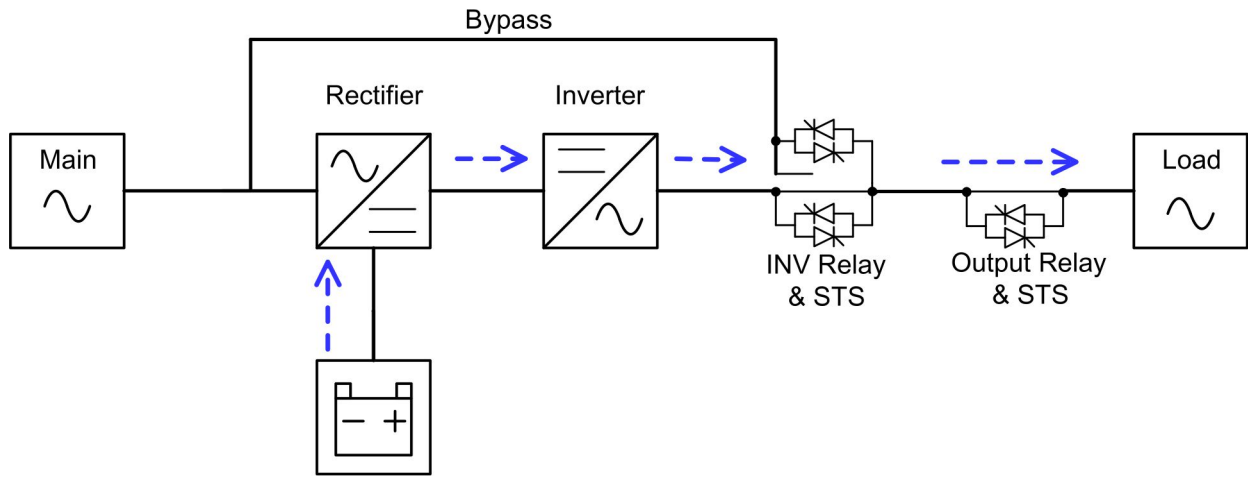 Bypass
Rectifier
Inverter
Main
Load
INV Relay
& STS
Output Relay
& STS